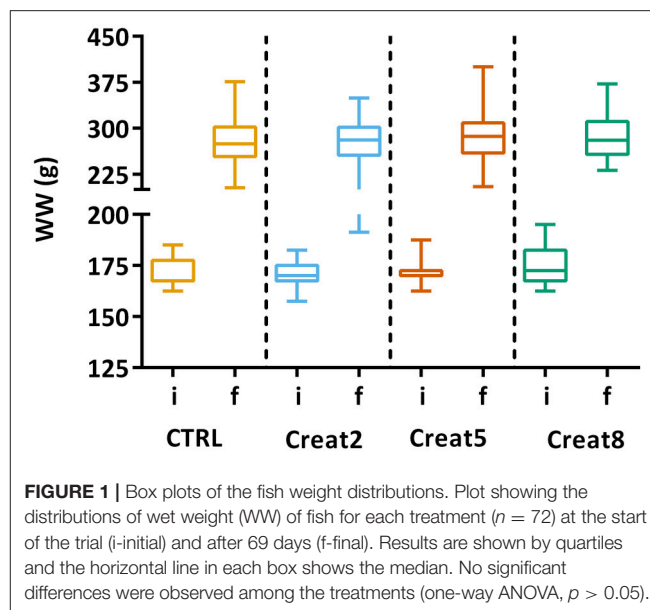 450
375
300
225
200
175
150
125
WW (g)
i f i f i f i f
CTRL Creat2 Creat5 Creat8
FIGURE 1 | Box plots of the fish weight distributions. Plot showing the
distributions of wet weight (WW) of fish for each treatment (n = 72) at the start
of the trial (i-initial) and after 69 days (f-final). Results are shown by quartiles
and the horizontal line in each box shows the median. No significant
differences were observed among the treatments (one-way ANOVA, p > 0.05).